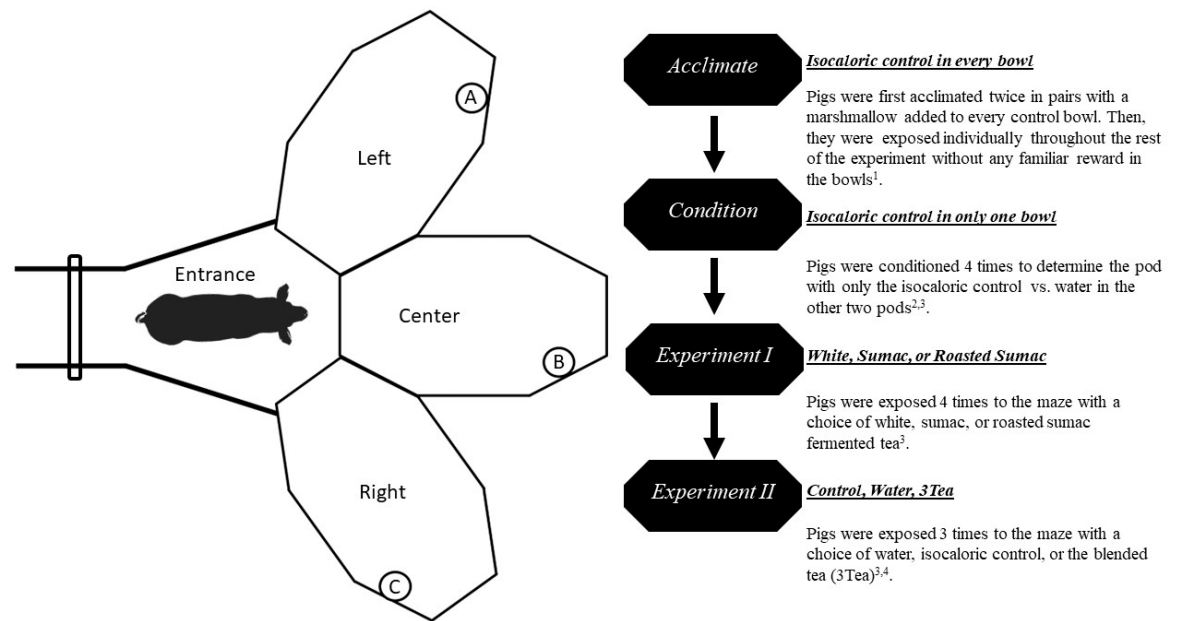 A
Left
Entrance
Center
B
Right
C
Acclimate
Isocaloric control in every bowl
Pigs were first acclimated twice in pairs with a
marshmallow added to every control bowl. Then,
they were exposed individually throughout the rest
of the experiment without any familiar reward in
the bowls¹.
Condition
Isocaloric control in only one bowl
Pigs were conditioned 4 times to determine the pod
with only the isocaloric control vs. water in the
other two pods²,³.
Experiment I
White, Sumac, or Roasted Sumac
Pigs were exposed 4 times to the maze with a
choice of white, sumac, or roasted sumac
fermented tea³.
Experiment II
Control, Water, 3Tea
Pigs were exposed 3 times to the maze with a
choice of water, isocaloric control, or the blended
tea (3Tea)³,⁴.